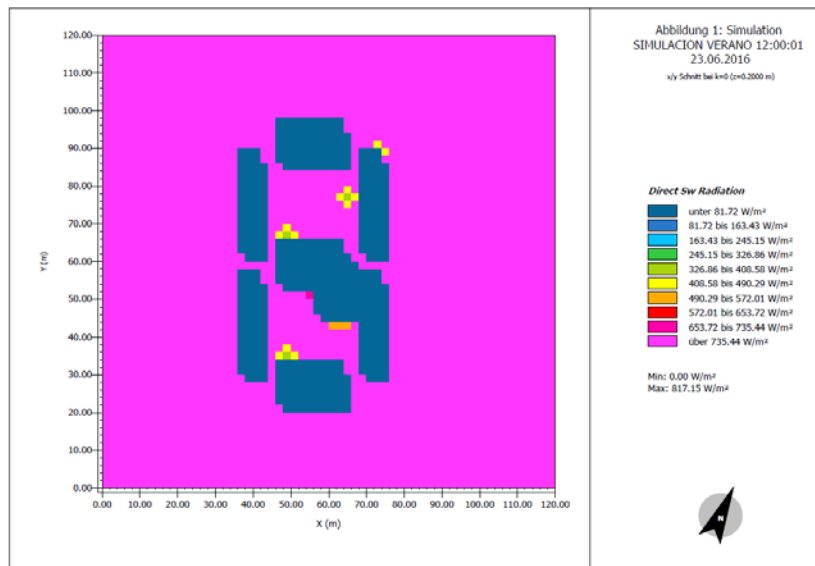 Abbildung 1: Simulation
SIMULACION VERANO 12:00:01
23.06.2016
x/y Schnitt bei k=0 (z=0.2000 m)
120.00
110.00
100.00
90.00
80.00
70.00
60.00
50.00
40.00
30.00
20.00
10.00
0.00
Y (m)
0.00 10.00 20.00 30.00 40.00 50.00 60.00 70.00 80.00 90.00 100.00 110.00 120.00
X (m)
Direct Sw Radiation
unter 81.72 W/m²
81.72 bis 163.43 W/m²
163.43 bis 245.15 W/m²
245.15 bis 326.86 W/m²
326.86 bis 408.58 W/m²
408.58 bis 490.29 W/m²
490.29 bis 572.01 W/m²
572.01 bis 653.72 W/m²
653.72 bis 735.44 W/m²
über 735.44 W/m²
Min: 0.00 W/m²
Max: 817.15 W/m²
N